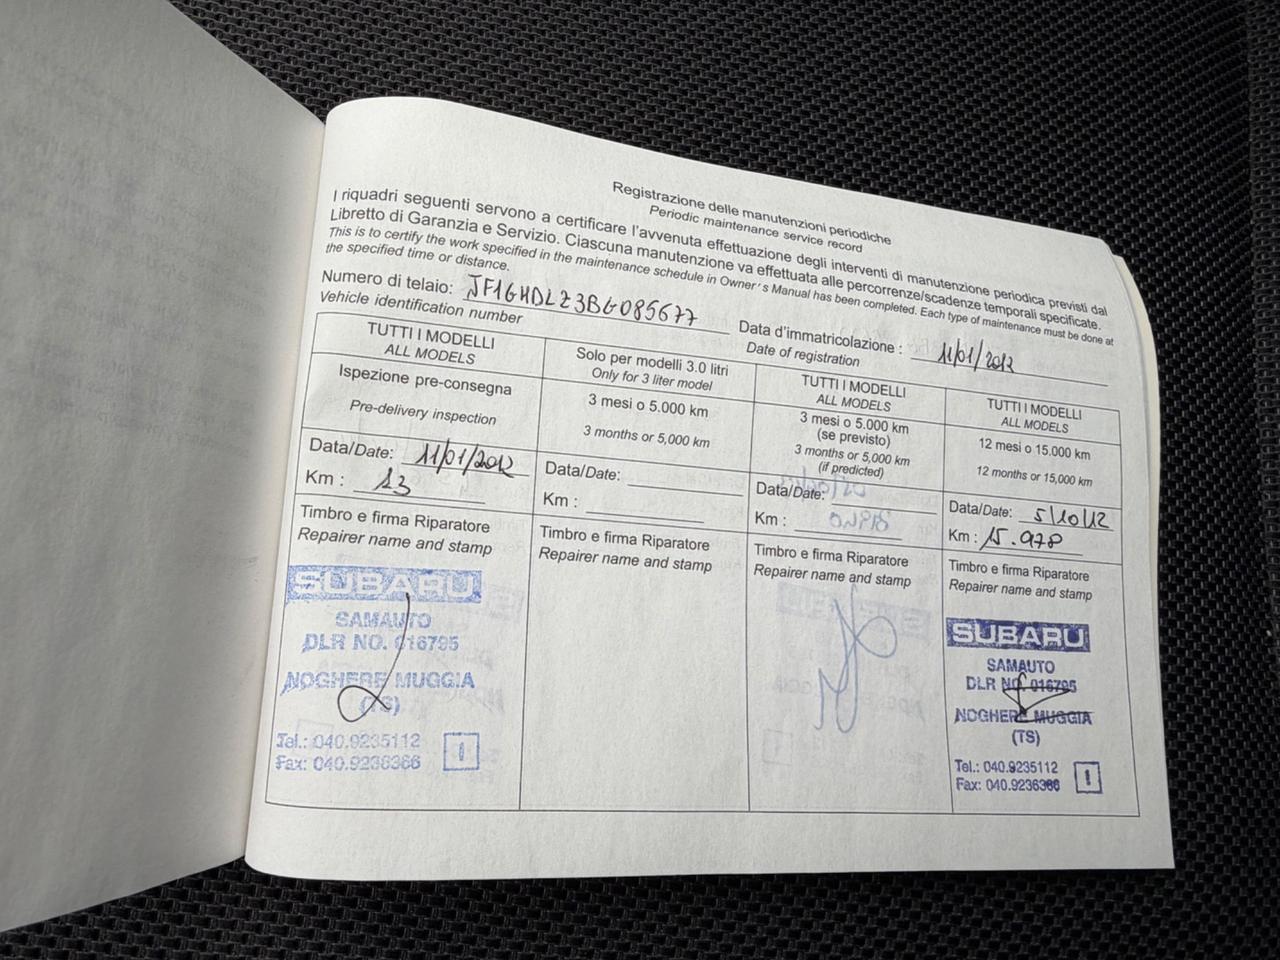 Registrazione delle manutenzioni periodiche
Periodic maintenance service record
I riquadri seguenti servono a certificare l'avvenuta effettuazione degli interventi di manutenzione periodica previsti dal
Libretto di Garanzia e Servizio. Ciascuna manutenzione va effettuata alle percorrenze/scadenze temporali specificate.
This is to certify the work specified in the maintenance schedule in Owner's Manual has been completed. Each type of maintenance must be done at
the specified time or distance.
Numero di telaio: JF1GHDLZ3BG085677
Vehicle identification number
Data d'immatricolazione : 11/01/2012
Date of registration
TUTTI I MODELLI
ALL MODELS
Ispezione pre-consegna
Pre-delivery inspection
Data/Date: 11/01/2012
Km : 13
Timbro e firma Riparatore
Repairer name and stamp
SUBARU
SAMAUTO
DLR NO. 016795
NOGHERE MUGGIA
(TS)
Tel.: 040.9235112
Fax: 040.9236366
Solo per modelli 3.0 litri
Only for 3 liter model
3 mesi o 5.000 km
3 months or 5,000 km
Data/Date:
Km :
Timbro e firma Riparatore
Repairer name and stamp
TUTTI I MODELLI
ALL MODELS
3 mesi o 5.000 km
(se previsto)
3 months or 5,000 km
(if predicted)
Data/Date:
Km :
Timbro e firma Riparatore
Repairer name and stamp
TUTTI I MODELLI
ALL MODELS
12 mesi o 15.000 km
12 months or 15,000 km
Data/Date: 5/10/12
Km : 15.978
Timbro e firma Riparatore
Repairer name and stamp
SUBARU
SAMAUTO
DLR NO. 016795
NOGHERE MUGGIA
(TS)
Tel.: 040.9235112
Fax: 040.9236366